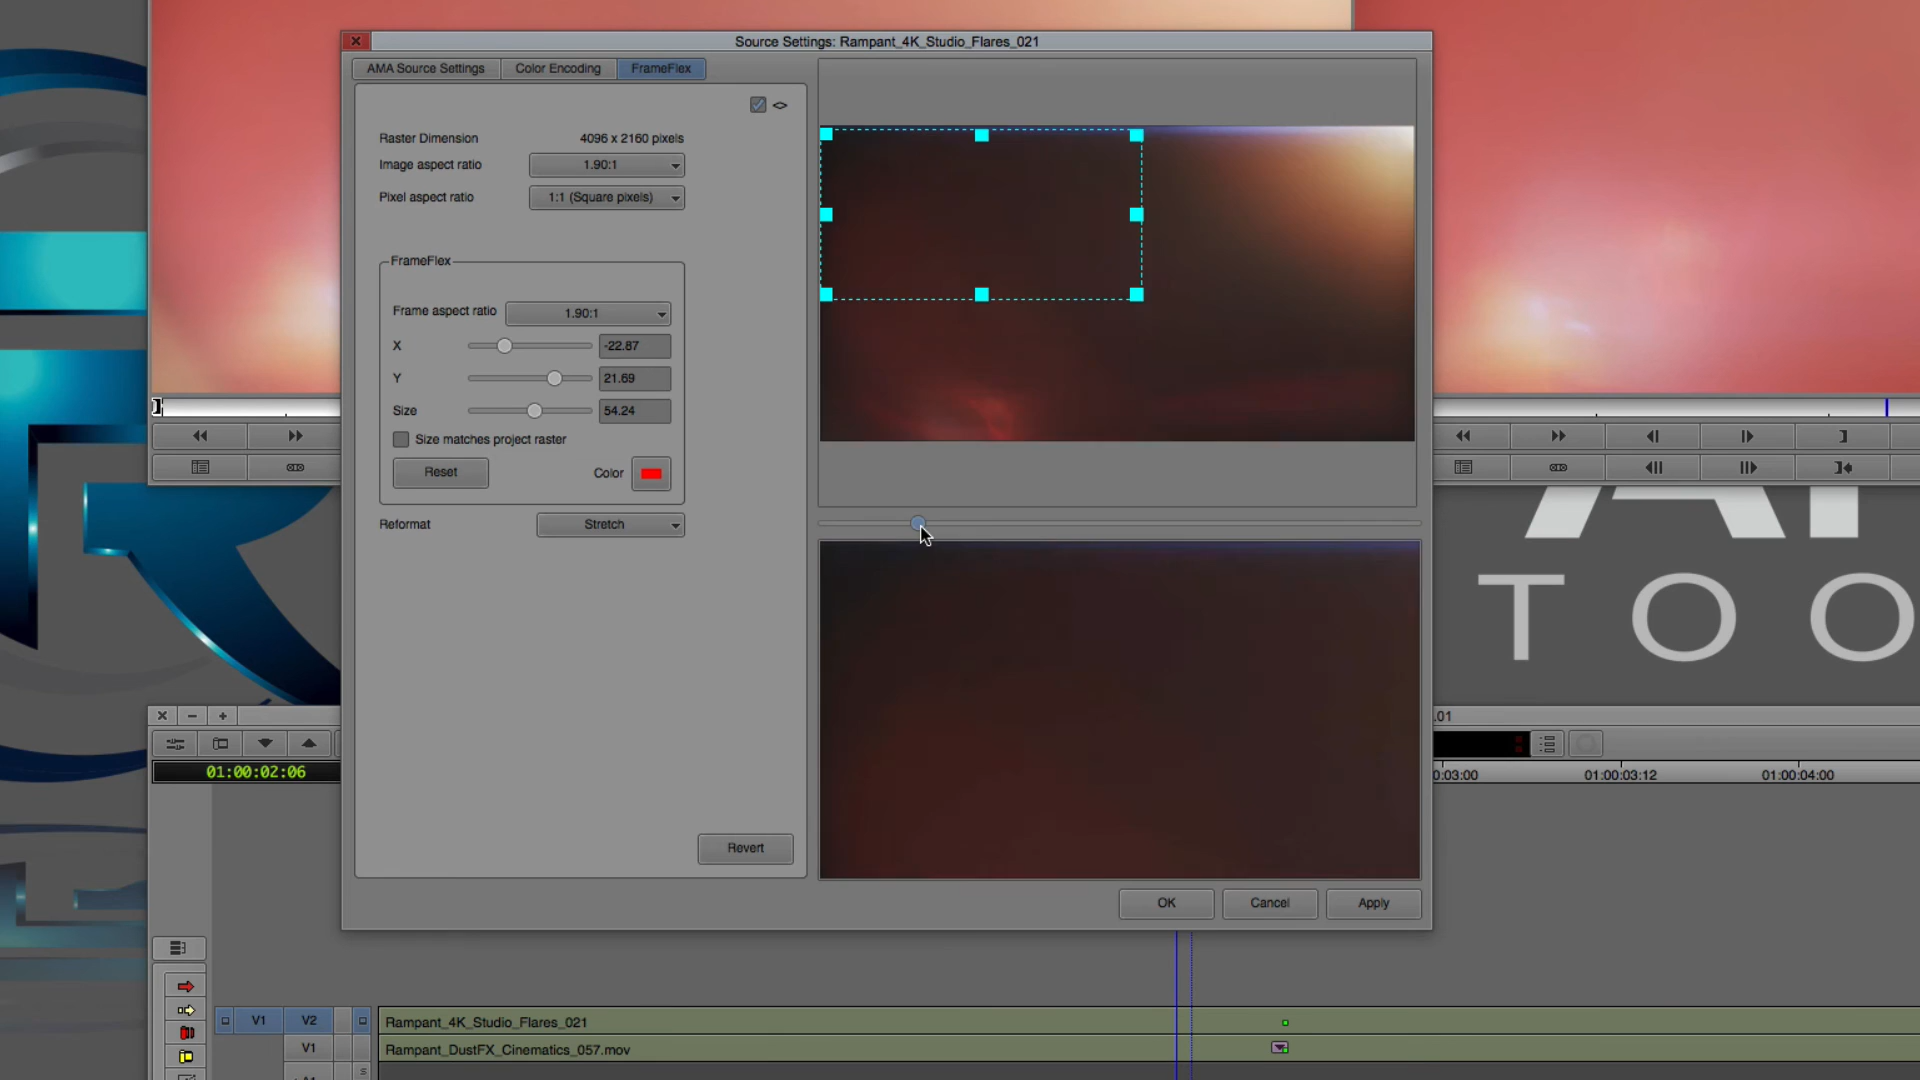 Source Settings: Rampant_4K_Studio_Flares_021
AMA Source Settings
Color Encoding
FrameFlex
Raster Dimension 4096 x 2160 pixels
Image aspect ratio 1.90:1
Pixel aspect ratio 1:1 (Square pixels)
FrameFlex
Frame aspect ratio 1.90:1
X -22.87
Y 21.69
Size 54.24
Size matches project raster
Reset Color
Reformat Stretch
Revert
OK Cancel Apply
TOO
.01
01:00:02:06
0:03:00 01:00:03:12 01:00:04:00
V1 V2 Rampant_4K_Studio_Flares_021
V1 Rampant_DustFX_Cinematics_057.mov
S